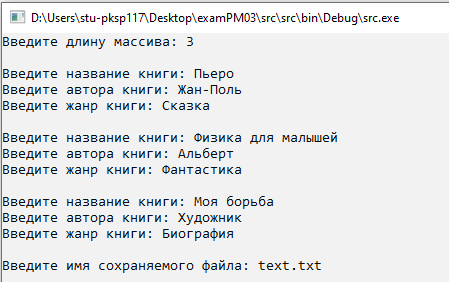 D:\Users\stu-pksp117\Desktop\examPM03\src\src\bin\Debug\src.exe
Введите длину массива: 3
Введите название книги: Пьеро
Введите автора книги: Жан-Поль
Введите жанр книги: Сказка
Введите название книги: Физика для малышей
Введите автора книги: Альберт
Введите жанр книги: Фантастика
Введите название книги: Моя борьба
Введите автора книги: Художник
Введите жанр книги: Биография
Введите имя сохраняемого файла: text.txt